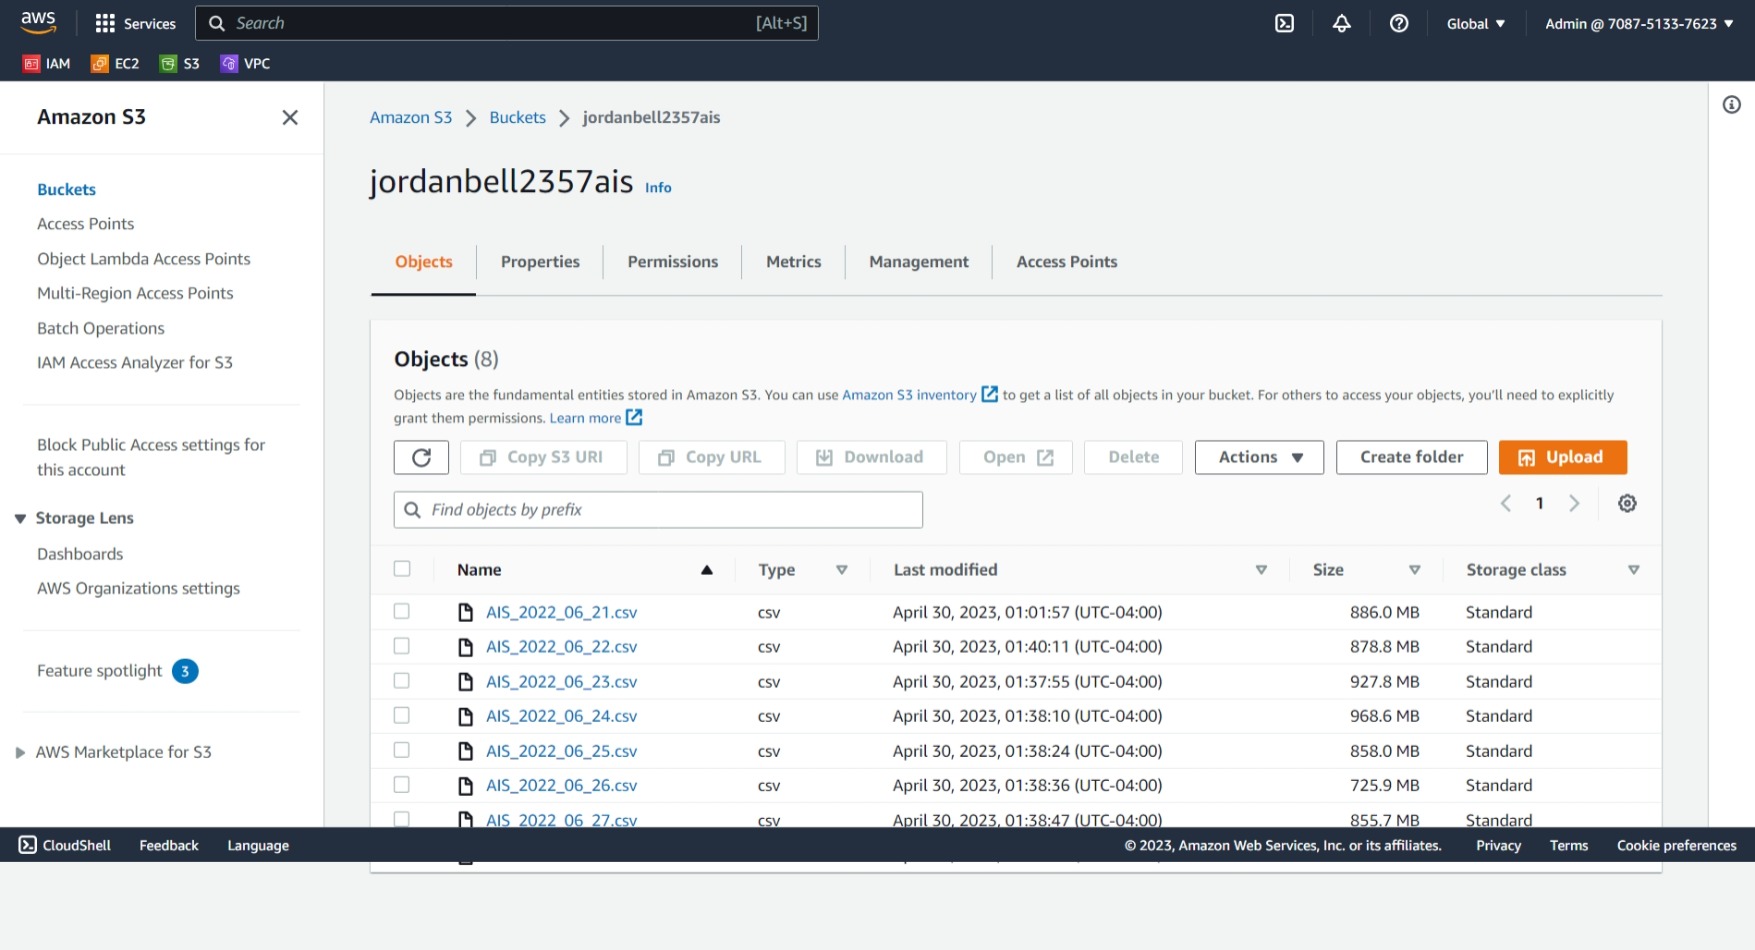 aws
Services
Search
[Alt+S]
Global
Admin @ 7087-5133-7623
IAM
EC2
S3
VPC
Amazon S3
Buckets
Access Points
Object Lambda Access Points
Multi-Region Access Points
Batch Operations
IAM Access Analyzer for S3
Block Public Access settings for
this account
Storage Lens
Dashboards
AWS Organizations settings
Feature spotlight 3
AWS Marketplace for S3
Amazon S3 > Buckets > jordanbell2357ais
jordanbell2357ais Info
Objects
Properties
Permissions
Metrics
Management
Access Points
Objects (8)
Objects are the fundamental entities stored in Amazon S3. You can use Amazon S3 inventory to get a list of all objects in your bucket. For others to access your objects, you'll need to explicitly
grant them permissions. Learn more
Copy S3 URI
Copy URL
Download
Open
Delete
Actions
Create folder
Upload
Find objects by prefix
1
Name Type Last modified Size Storage class
AIS_2022_06_21.csv csv April 30, 2023, 01:01:57 (UTC-04:00) 886.0 MB Standard
AIS_2022_06_22.csv csv April 30, 2023, 01:40:11 (UTC-04:00) 878.8 MB Standard
AIS_2022_06_23.csv csv April 30, 2023, 01:37:55 (UTC-04:00) 927.8 MB Standard
AIS_2022_06_24.csv csv April 30, 2023, 01:38:10 (UTC-04:00) 968.6 MB Standard
AIS_2022_06_25.csv csv April 30, 2023, 01:38:24 (UTC-04:00) 858.0 MB Standard
AIS_2022_06_26.csv csv April 30, 2023, 01:38:36 (UTC-04:00) 725.9 MB Standard
AIS_2022_06_27.csv csv April 30, 2023, 01:38:47 (UTC-04:00) 855.7 MB Standard
CloudShell
Feedback
Language
© 2023, Amazon Web Services, Inc. or its affiliates.
Privacy
Terms
Cookie preferences